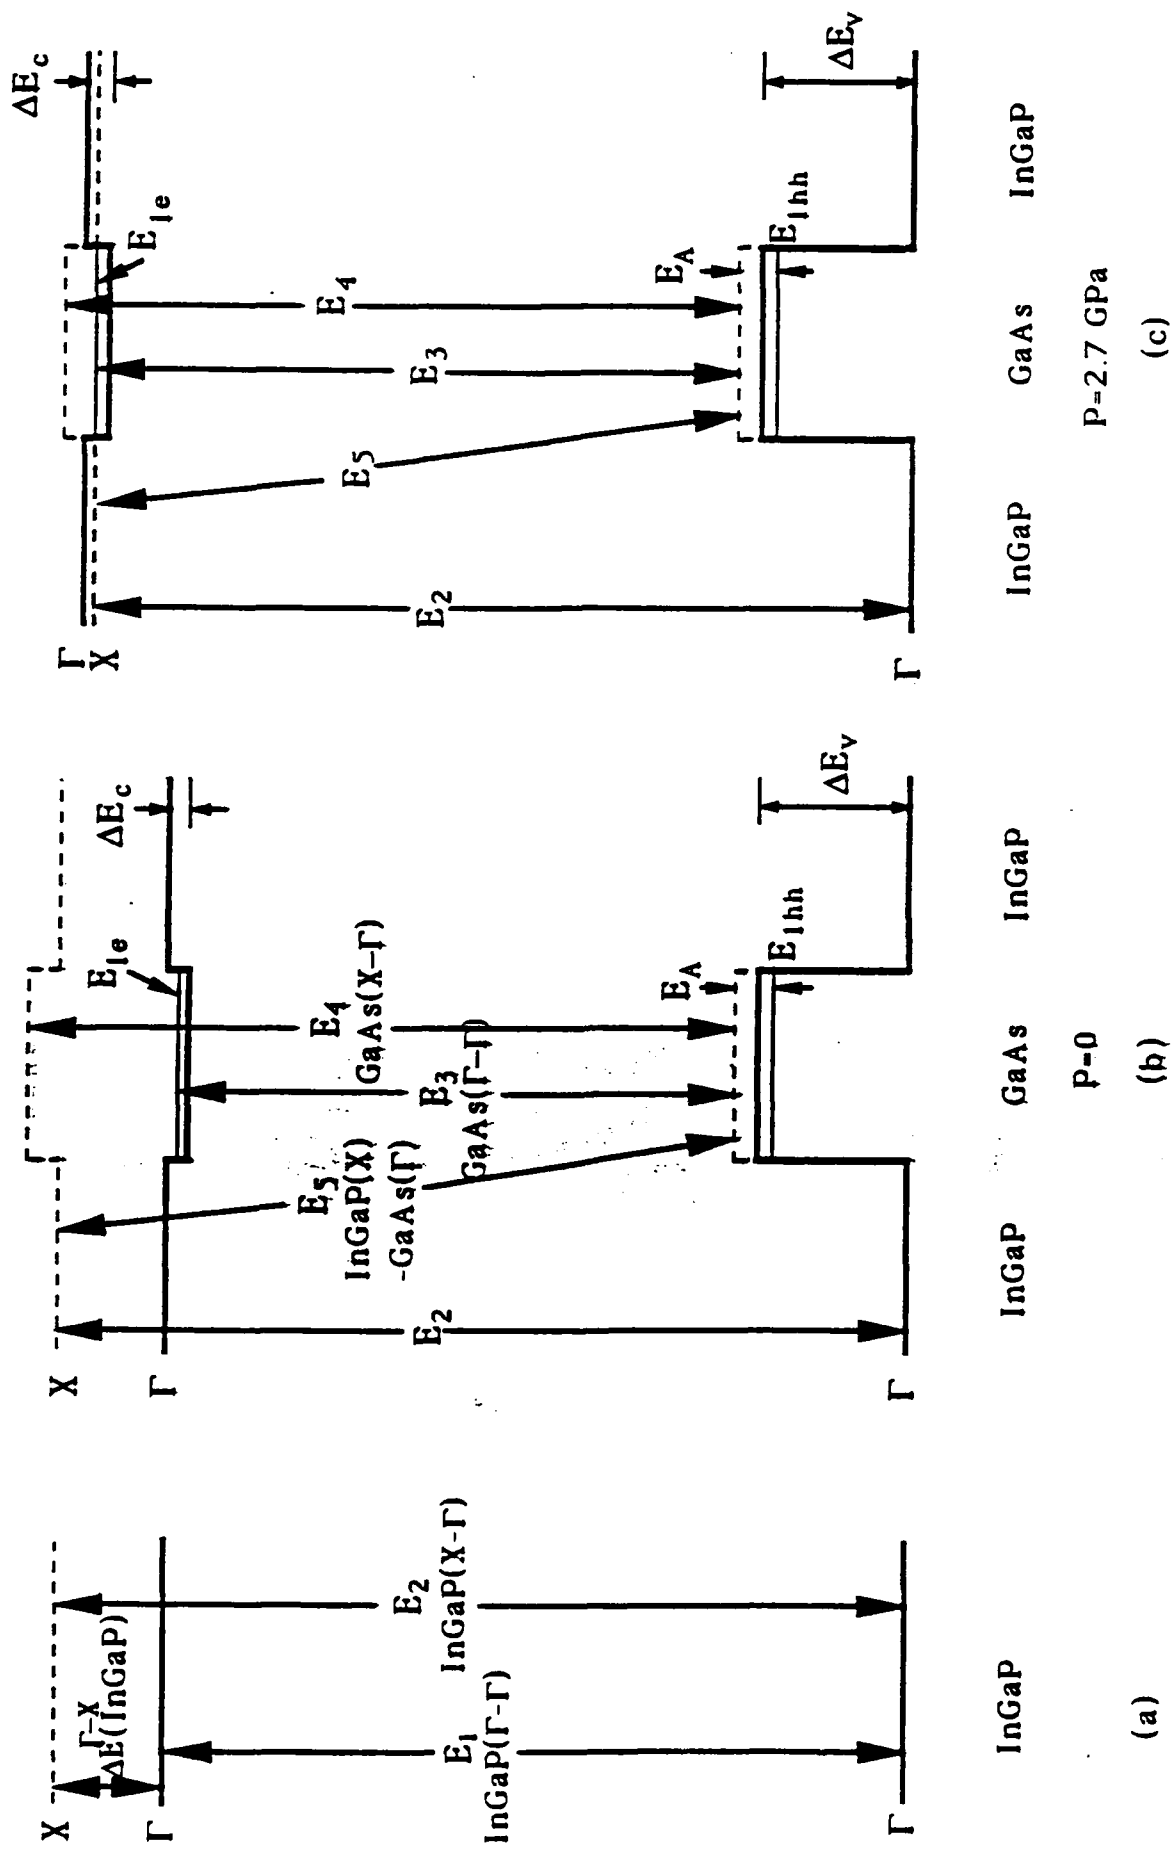 X
Γ
Γ-X
ΔE(InGaP)
E1
InGaP(Γ-Γ)
E2
InGaP(X-Γ)
Γ
InGaP
(a)
X
Γ
ΔEc
E1e
E2
E5
InGaP(X)
-GaAs(Γ)
E3
GaAs(Γ-Γ)
E4
GaAs(X-Γ)
EA
E1hh
ΔEv
Γ
InGaP
GaAs
InGaP
P=0
(b)
Γ
X
ΔEc
E1e
E2
E5
E3
E4
EA
E1hh
ΔEv
Γ
InGaP
GaAs
InGaP
P=2.7 GPa
(c)